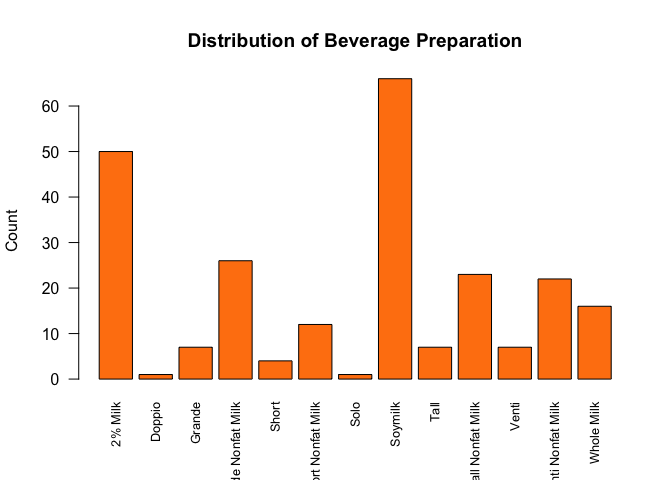 Distribution of Beverage Preparation
Count
60
50
40
30
20
10
0
2% Milk
Doppio
Grande
de Nonfat Milk
Short
ort Nonfat Milk
Solo
Soymilk
Tall
all Nonfat Milk
Venti
nti Nonfat Milk
Whole Milk